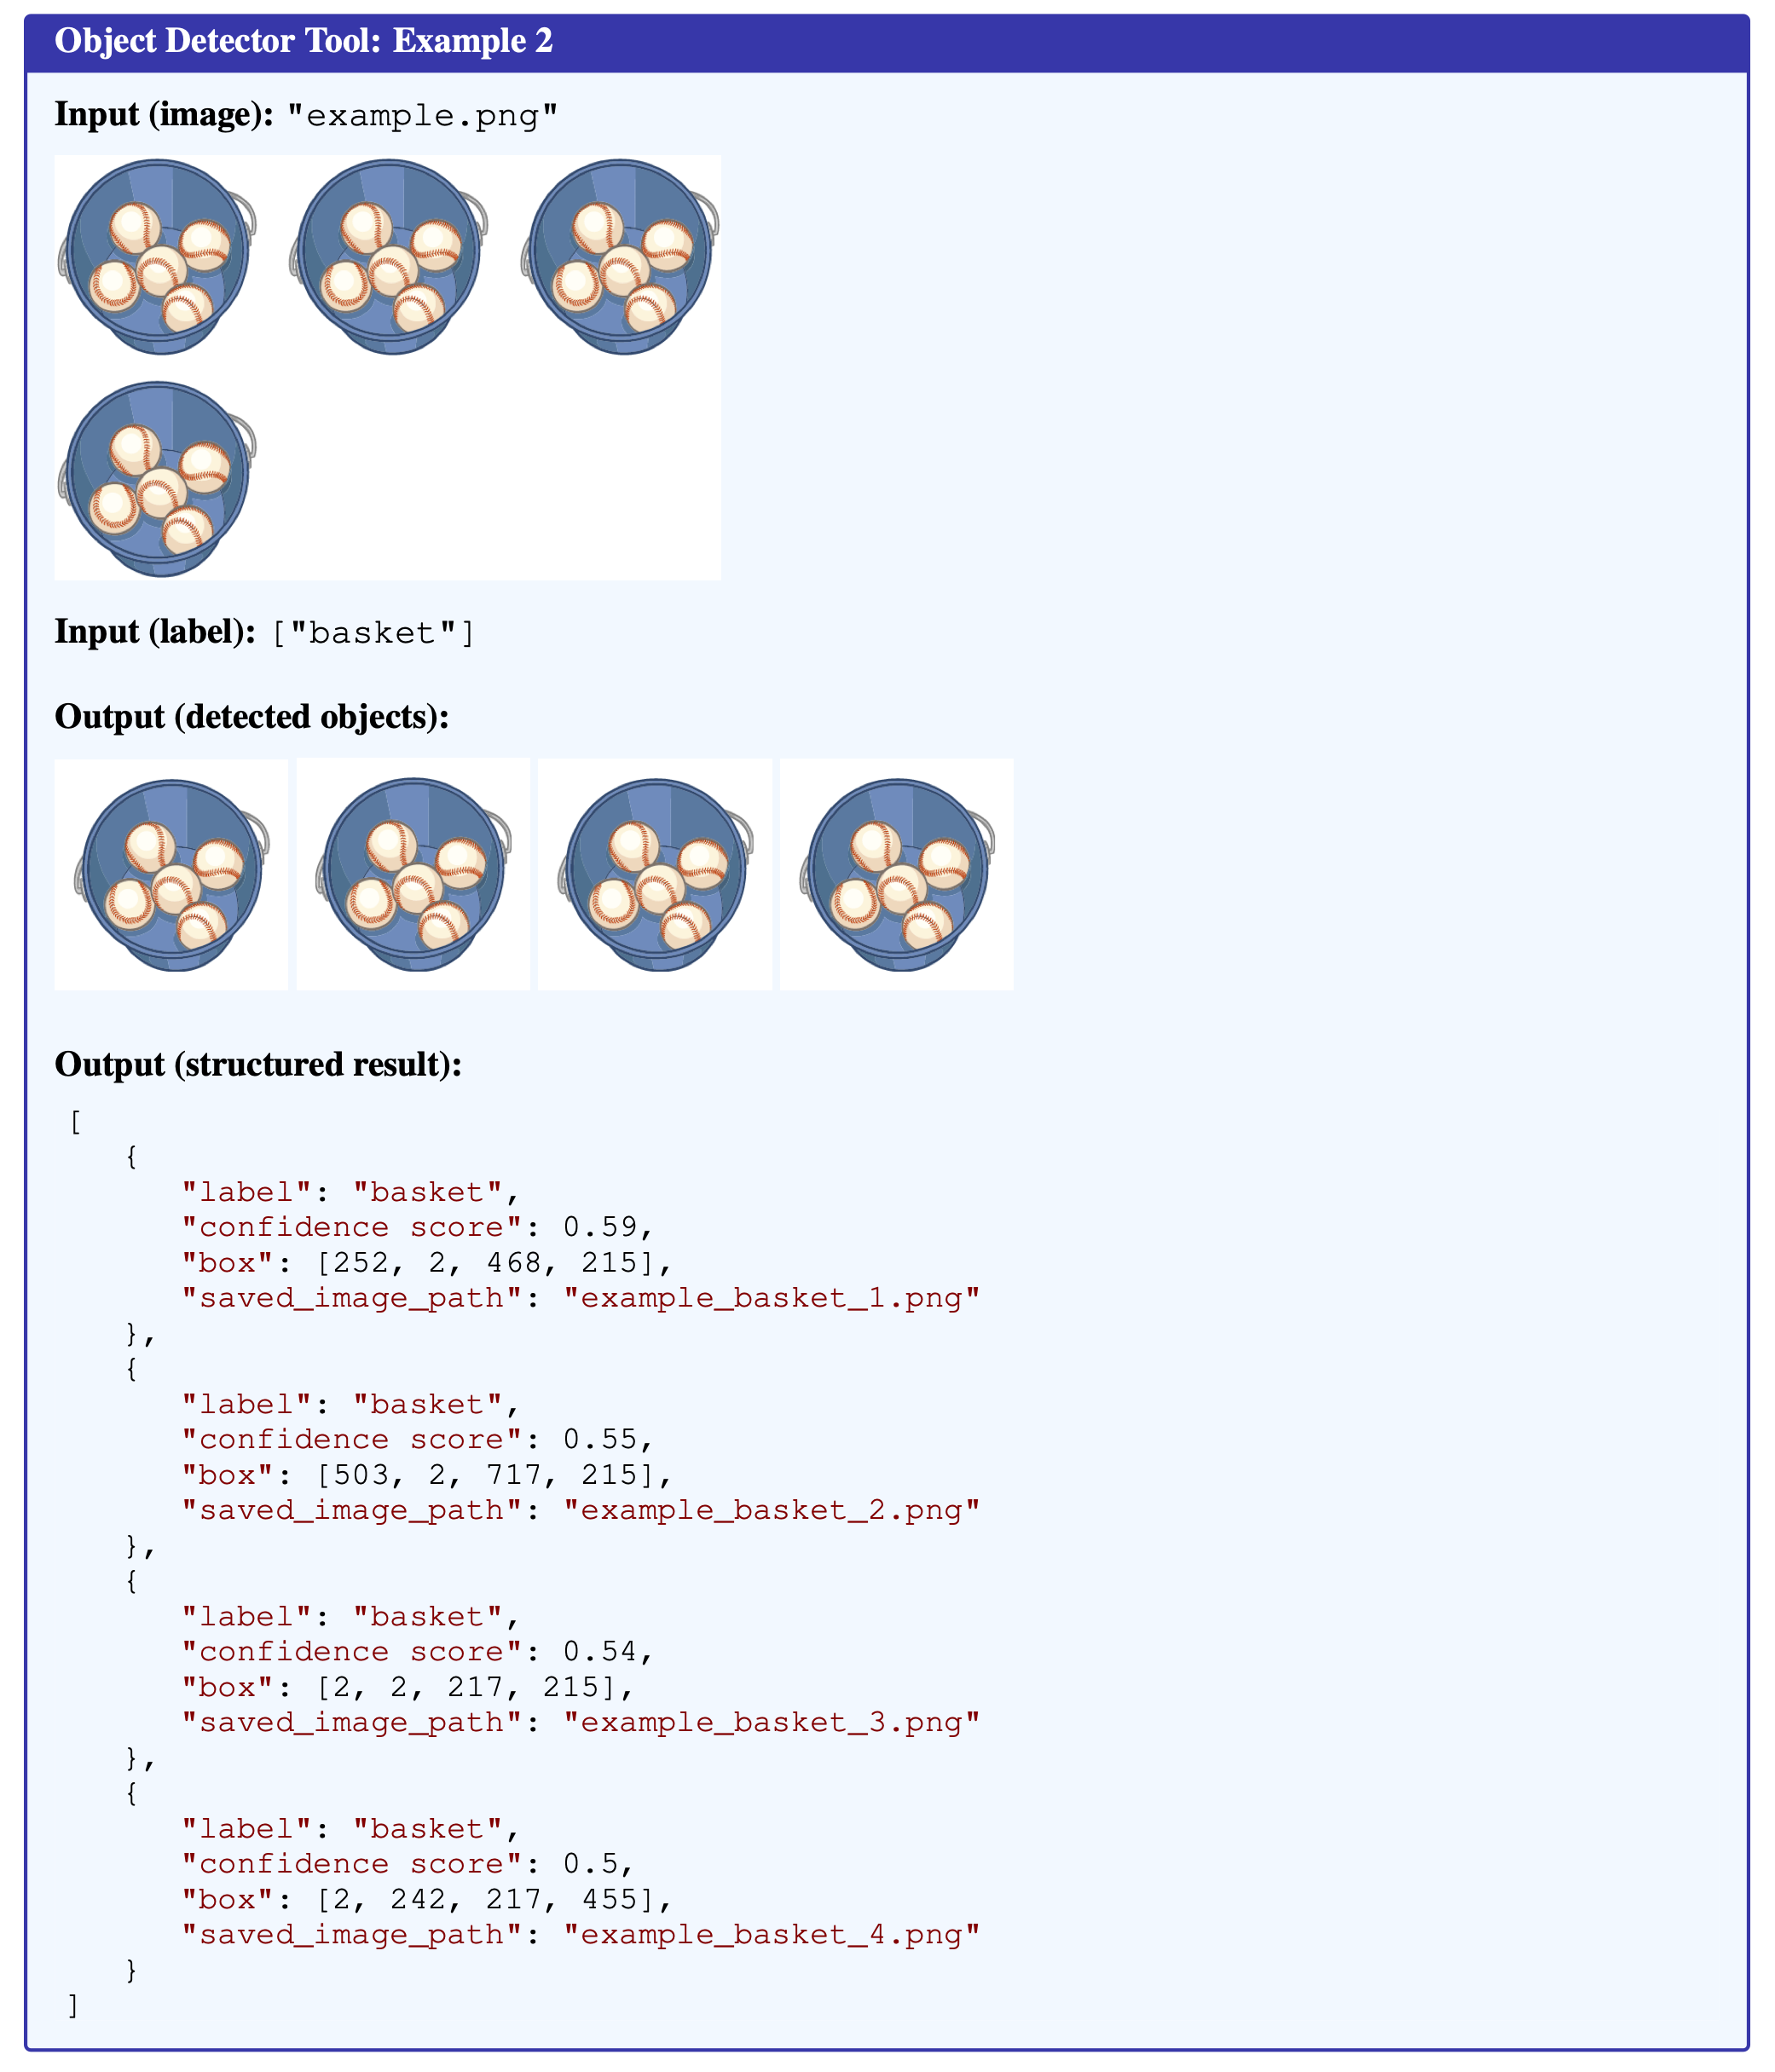 Object Detector Tool: Example 2
Input (image): "example.png"
Input (label): ["basket"]
Output (detected objects):
Output (structured result):
[
{
"label": "basket",
"confidence score": 0.59,
"box": [252, 2, 468, 215],
"saved_image_path": "example_basket_1.png"
},
{
"label": "basket",
"confidence score": 0.55,
"box": [503, 2, 717, 215],
"saved_image_path": "example_basket_2.png"
},
{
"label": "basket",
"confidence score": 0.54,
"box": [2, 2, 217, 215],
"saved_image_path": "example_basket_3.png"
},
{
"label": "basket",
"confidence score": 0.5,
"box": [2, 242, 217, 455],
"saved_image_path": "example_basket_4.png"
}
]